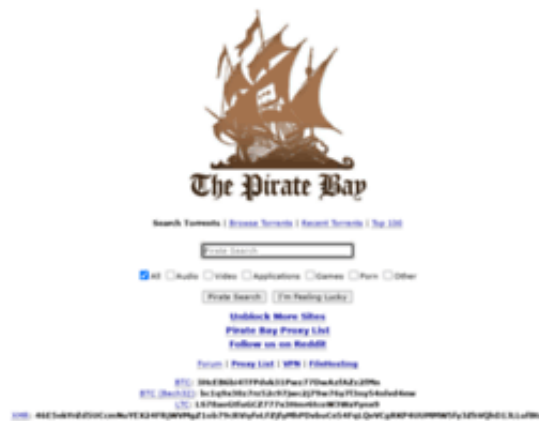 The Pirate Bay
Search Torrents | Browse Torrents | Recent Torrents | Top 100
Pirate Search
All Audio Video Applications Games Porn Other
Pirate Search I'm Feeling Lucky
Unblock More Sites
Pirate Bay Proxy List
Follow us on Reddit
Forum | Proxy List | VPN | FileHosting
BTC:
BTC (Bech32):
LTC:
XMR: